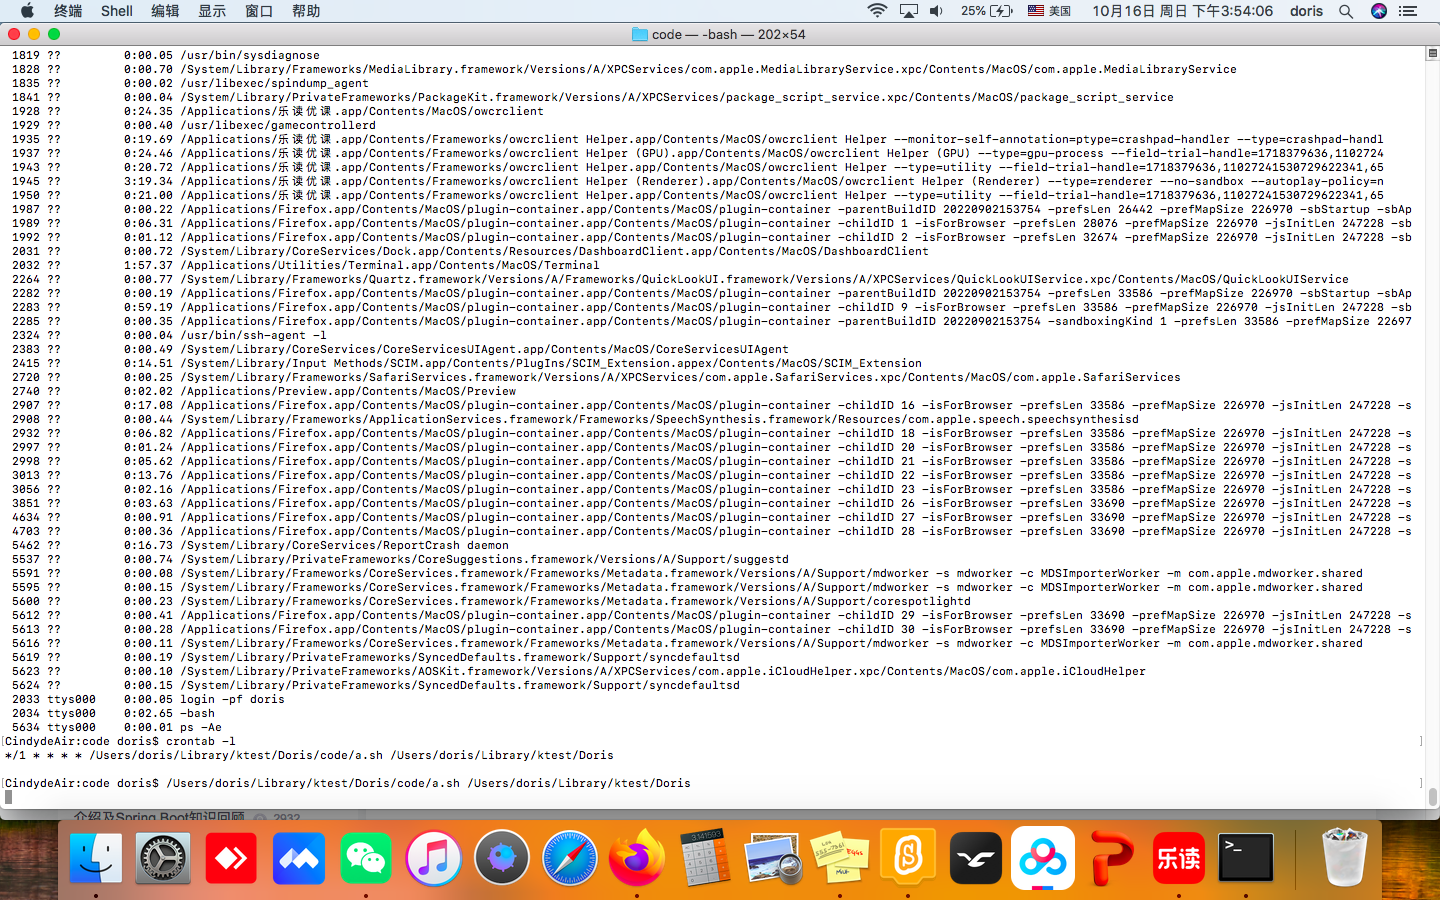 终端 Shell 编辑 显示 窗口 帮助 25% 美国 10月16日 周日 下午3:54:06 doris
code — -bash — 202×54
1819 ?? 0:00.05 /usr/bin/sysdiagnose
1828 ?? 0:00.70 /System/Library/Frameworks/MediaLibrary.framework/Versions/A/XPCServices/com.apple.MediaLibraryService.xpc/Contents/MacOS/com.apple.MediaLibraryService
1835 ?? 0:00.02 /usr/libexec/spindump_agent
1841 ?? 0:00.04 /System/Library/PrivateFrameworks/PackageKit.framework/Versions/A/XPCServices/package_script_service.xpc/Contents/MacOS/package_script_service
1928 ?? 0:24.35 /Applications/乐读优课.app/Contents/MacOS/owcrclient
1929 ?? 0:00.40 /usr/libexec/gamecontrollerd
1935 ?? 0:19.69 /Applications/乐读优课.app/Contents/Frameworks/owcrclient Helper.app/Contents/MacOS/owcrclient Helper --monitor-self-annotation=ptype=crashpad-handler --type=crashpad-handl
1937 ?? 0:24.46 /Applications/乐读优课.app/Contents/Frameworks/owcrclient Helper (GPU).app/Contents/MacOS/owcrclient Helper (GPU) --type=gpu-process --field-trial-handle=1718379636,1102724
1943 ?? 0:20.72 /Applications/乐读优课.app/Contents/Frameworks/owcrclient Helper.app/Contents/MacOS/owcrclient Helper --type=utility --field-trial-handle=1718379636,11027241530729622341,65
1945 ?? 3:19.34 /Applications/乐读优课.app/Contents/Frameworks/owcrclient Helper (Renderer).app/Contents/MacOS/owcrclient Helper (Renderer) --type=renderer --no-sandbox --autoplay-policy=n
1950 ?? 0:21.00 /Applications/乐读优课.app/Contents/Frameworks/owcrclient Helper.app/Contents/MacOS/owcrclient Helper --type=utility --field-trial-handle=1718379636,11027241530729622341,65
1987 ?? 0:00.22 /Applications/Firefox.app/Contents/MacOS/plugin-container.app/Contents/MacOS/plugin-container -parentBuildID 20220902153754 -prefsLen 26442 -prefMapSize 226970 -sbStartup -sbAp
1989 ?? 0:06.31 /Applications/Firefox.app/Contents/MacOS/plugin-container.app/Contents/MacOS/plugin-container -childID 1 -isForBrowser -prefsLen 28076 -prefMapSize 226970 -jsInitLen 247228 -sb
1992 ?? 0:01.12 /Applications/Firefox.app/Contents/MacOS/plugin-container.app/Contents/MacOS/plugin-container -childID 2 -isForBrowser -prefsLen 32674 -prefMapSize 226970 -jsInitLen 247228 -sb
2031 ?? 0:00.72 /System/Library/CoreServices/Dock.app/Contents/Resources/DashboardClient.app/Contents/MacOS/DashboardClient
2032 ?? 1:57.37 /Applications/Utilities/Terminal.app/Contents/MacOS/Terminal
2264 ?? 0:00.77 /System/Library/Frameworks/Quartz.framework/Versions/A/Frameworks/QuickLookUI.framework/Versions/A/XPCServices/QuickLookUIService.xpc/Contents/MacOS/QuickLookUIService
2282 ?? 0:00.19 /Applications/Firefox.app/Contents/MacOS/plugin-container.app/Contents/MacOS/plugin-container -parentBuildID 20220902153754 -prefsLen 33586 -prefMapSize 226970 -sbStartup -sbAp
2283 ?? 0:59.19 /Applications/Firefox.app/Contents/MacOS/plugin-container.app/Contents/MacOS/plugin-container -childID 9 -isForBrowser -prefsLen 33586 -prefMapSize 226970 -jsInitLen 247228 -sb
2285 ?? 0:00.35 /Applications/Firefox.app/Contents/MacOS/plugin-container.app/Contents/MacOS/plugin-container -parentBuildID 20220902153754 -sandboxingKind 1 -prefsLen 33586 -prefMapSize 22697
2324 ?? 0:00.04 /usr/bin/ssh-agent -l
2383 ?? 0:00.49 /System/Library/CoreServices/CoreServicesUIAgent.app/Contents/MacOS/CoreServicesUIAgent
2415 ?? 0:14.51 /System/Library/Input Methods/SCIM.app/Contents/PlugIns/SCIM_Extension.appex/Contents/MacOS/SCIM_Extension
2720 ?? 0:00.25 /System/Library/Frameworks/SafariServices.framework/Versions/A/XPCServices/com.apple.SafariServices.xpc/Contents/MacOS/com.apple.SafariServices
2740 ?? 0:02.02 /Applications/Preview.app/Contents/MacOS/Preview
2907 ?? 0:17.08 /Applications/Firefox.app/Contents/MacOS/plugin-container.app/Contents/MacOS/plugin-container -childID 16 -isForBrowser -prefsLen 33586 -prefMapSize 226970 -jsInitLen 247228 -s
2908 ?? 0:00.44 /System/Library/Frameworks/ApplicationServices.framework/Frameworks/SpeechSynthesis.framework/Resources/com.apple.speech.speechsynthesisd
2932 ?? 0:06.82 /Applications/Firefox.app/Contents/MacOS/plugin-container.app/Contents/MacOS/plugin-container -childID 18 -isForBrowser -prefsLen 33586 -prefMapSize 226970 -jsInitLen 247228 -s
2997 ?? 0:01.24 /Applications/Firefox.app/Contents/MacOS/plugin-container.app/Contents/MacOS/plugin-container -childID 20 -isForBrowser -prefsLen 33586 -prefMapSize 226970 -jsInitLen 247228 -s
2998 ?? 0:05.62 /Applications/Firefox.app/Contents/MacOS/plugin-container.app/Contents/MacOS/plugin-container -childID 21 -isForBrowser -prefsLen 33586 -prefMapSize 226970 -jsInitLen 247228 -s
3013 ?? 0:13.76 /Applications/Firefox.app/Contents/MacOS/plugin-container.app/Contents/MacOS/plugin-container -childID 22 -isForBrowser -prefsLen 33586 -prefMapSize 226970 -jsInitLen 247228 -s
3056 ?? 0:02.16 /Applications/Firefox.app/Contents/MacOS/plugin-container.app/Contents/MacOS/plugin-container -childID 23 -isForBrowser -prefsLen 33586 -prefMapSize 226970 -jsInitLen 247228 -s
3851 ?? 0:03.63 /Applications/Firefox.app/Contents/MacOS/plugin-container.app/Contents/MacOS/plugin-container -childID 26 -isForBrowser -prefsLen 33690 -prefMapSize 226970 -jsInitLen 247228 -s
4634 ?? 0:00.91 /Applications/Firefox.app/Contents/MacOS/plugin-container.app/Contents/MacOS/plugin-container -childID 27 -isForBrowser -prefsLen 33690 -prefMapSize 226970 -jsInitLen 247228 -s
4703 ?? 0:00.36 /Applications/Firefox.app/Contents/MacOS/plugin-container.app/Contents/MacOS/plugin-container -childID 28 -isForBrowser -prefsLen 33690 -prefMapSize 226970 -jsInitLen 247228 -s
5462 ?? 0:16.73 /System/Library/CoreServices/ReportCrash daemon
5537 ?? 0:00.74 /System/Library/PrivateFrameworks/CoreSuggestions.framework/Versions/A/Support/suggestd
5591 ?? 0:00.08 /System/Library/Frameworks/CoreServices.framework/Frameworks/Metadata.framework/Versions/A/Support/mdworker -s mdworker -c MDSImporterWorker -m com.apple.mdworker.shared
5595 ?? 0:00.15 /System/Library/Frameworks/CoreServices.framework/Frameworks/Metadata.framework/Versions/A/Support/mdworker -s mdworker -c MDSImporterWorker -m com.apple.mdworker.shared
5600 ?? 0:00.23 /System/Library/Frameworks/CoreServices.framework/Frameworks/Metadata.framework/Versions/A/Support/corespotlightd
5612 ?? 0:00.41 /Applications/Firefox.app/Contents/MacOS/plugin-container.app/Contents/MacOS/plugin-container -childID 29 -isForBrowser -prefsLen 33690 -prefMapSize 226970 -jsInitLen 247228 -s
5613 ?? 0:00.28 /Applications/Firefox.app/Contents/MacOS/plugin-container.app/Contents/MacOS/plugin-container -childID 30 -isForBrowser -prefsLen 33690 -prefMapSize 226970 -jsInitLen 247228 -s
5616 ?? 0:00.11 /System/Library/Frameworks/CoreServices.framework/Frameworks/Metadata.framework/Versions/A/Support/mdworker -s mdworker -c MDSImporterWorker -m com.apple.mdworker.shared
5619 ?? 0:00.19 /System/Library/PrivateFrameworks/SyncedDefaults.framework/Support/syncdefaultsd
5623 ?? 0:00.10 /System/Library/PrivateFrameworks/AOSKit.framework/Versions/A/XPCServices/com.apple.iCloudHelper.xpc/Contents/MacOS/com.apple.iCloudHelper
5624 ?? 0:00.15 /System/Library/PrivateFrameworks/SyncedDefaults.framework/Support/syncdefaultsd
2033 ttys000 0:00.05 login -pf doris
2034 ttys000 0:02.65 -bash
5634 ttys000 0:00.01 ps -Ae
[CindydeAir:code doris$ crontab -l ]
*/1 * * * * /Users/doris/Library/ktest/Doris/code/a.sh /Users/doris/Library/ktest/Doris
[CindydeAir:code doris$ /Users/doris/Library/ktest/Doris/code/a.sh /Users/doris/Library/ktest/Doris ]
介绍及Spring Boot知识回顾 2932
3.141593
乐读
>_